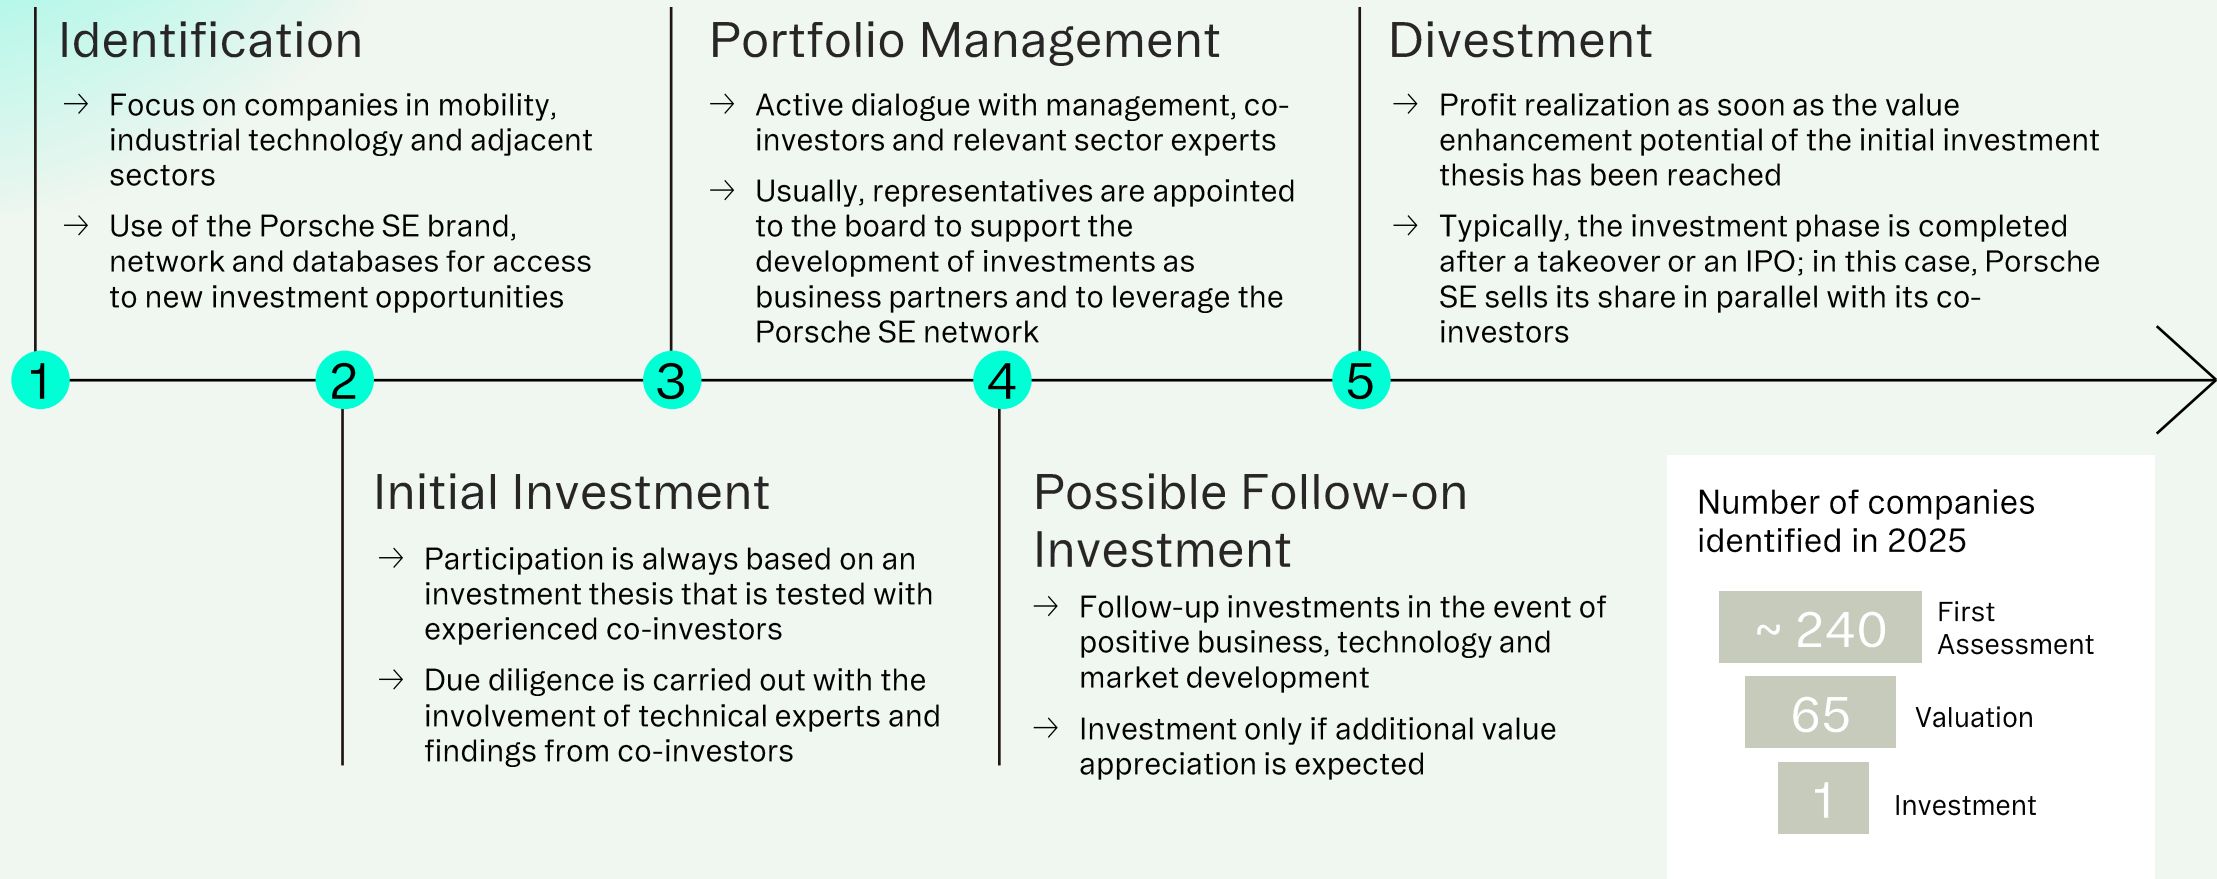 Identification
→ Focus on companies in mobility,
industrial technology and adjacent
sectors
→ Use of the Porsche SE brand,
network and databases for access
to new investment opportunities
Portfolio Management
→ Active dialogue with management, co-
investors and relevant sector experts
→ Usually, representatives are appointed
to the board to support the
development of investments as
business partners and to leverage the
Porsche SE network
Divestment
→ Profit realization as soon as the value
enhancement potential of the initial investment
thesis has been reached
→ Typically, the investment phase is completed
after a takeover or an IPO; in this case, Porsche
SE sells its share in parallel with its co-
investors
1
2
3
4
5
Initial Investment
→ Participation is always based on an
investment thesis that is tested with
experienced co-investors
→ Due diligence is carried out with the
involvement of technical experts and
findings from co-investors
Possible Follow-on
Investment
→ Follow-up investments in the event of
positive business, technology and
market development
→ Investment only if additional value
appreciation is expected
Number of companies
identified in 2025
~ 240
First
Assessment
65
Valuation
1
Investment